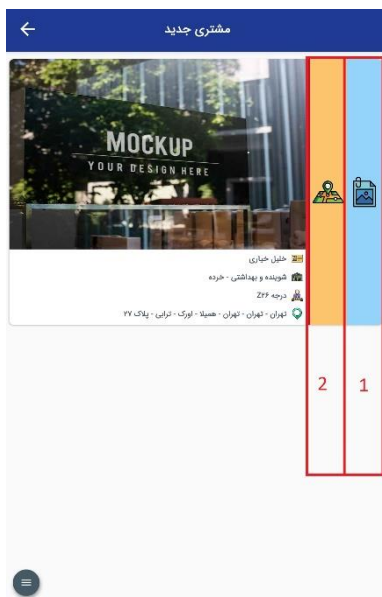 مشتری جدید
MOCKUP
YOUR DESIGN HERE
خلیل خیاری
شوینده و بهداشتی - خرده
درجه Z۲۶
تهران - تهران - تهران - همیلا - اورک - ترابی - پلاک ۲۷
2
1